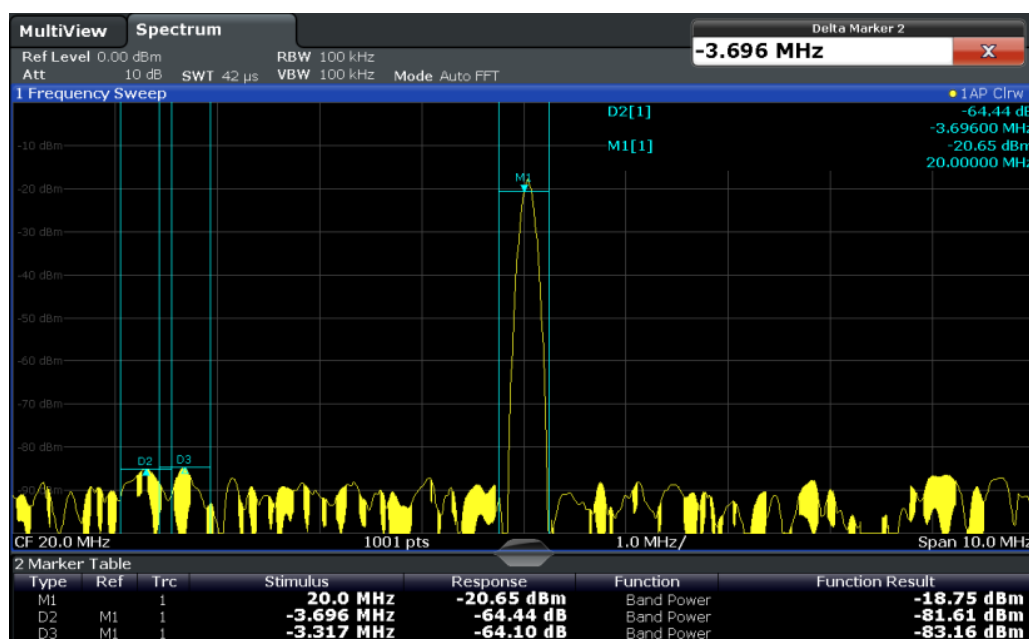 MultiView Spectrum
Delta Marker 2
-3.696 MHz X
Ref Level 0.00 dBm RBW 100 kHz
Att 10 dB SWT 42 µs VBW 100 kHz Mode Auto FFT
1 Frequency Sweep 1AP Clrw
D2[1] -64.44 dB
-3.69600 MHz
M1[1] -20.65 dBm
20.00000 MHz
-10 dBm
M1
-20 dBm
-30 dBm
-40 dBm
-50 dBm
-60 dBm
-70 dBm
-80 dBm
D2 D3
-90 dBm
CF 20.0 MHz 1001 pts 1.0 MHz/ Span 10.0 MHz
2 Marker Table
Type Ref Trc Stimulus Response Function Function Result
M1 1 20.0 MHz -20.65 dBm Band Power -18.75 dBm
D2 M1 1 -3.696 MHz -64.44 dB Band Power -81.61 dBm
D3 M1 1 -3.317 MHz -64.10 dB Band Power -83.16 dBm